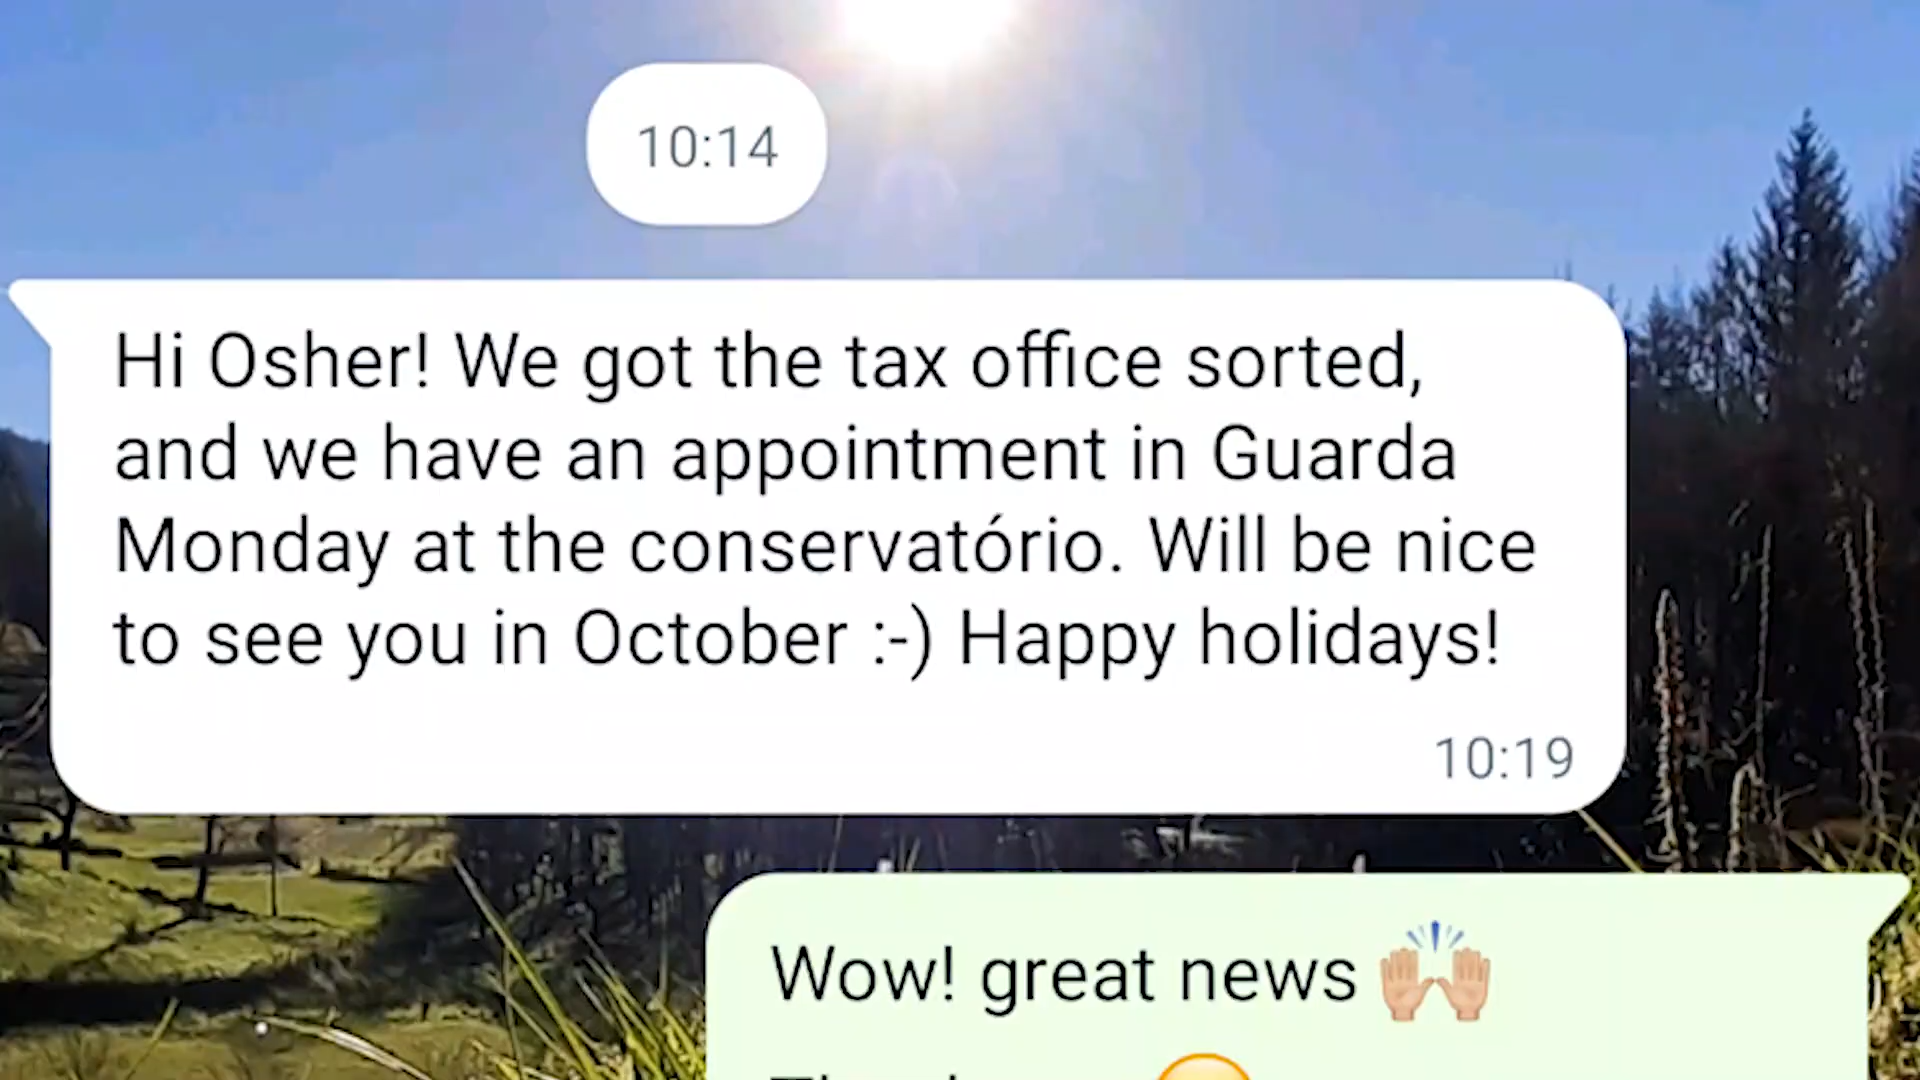 10:14
Hi Osher! We got the tax office sorted,
and we have an appointment in Guarda
Monday at the conservatório. Will be nice
to see you in October :-) Happy holidays!
10:19
Wow! great news 🙌🏼